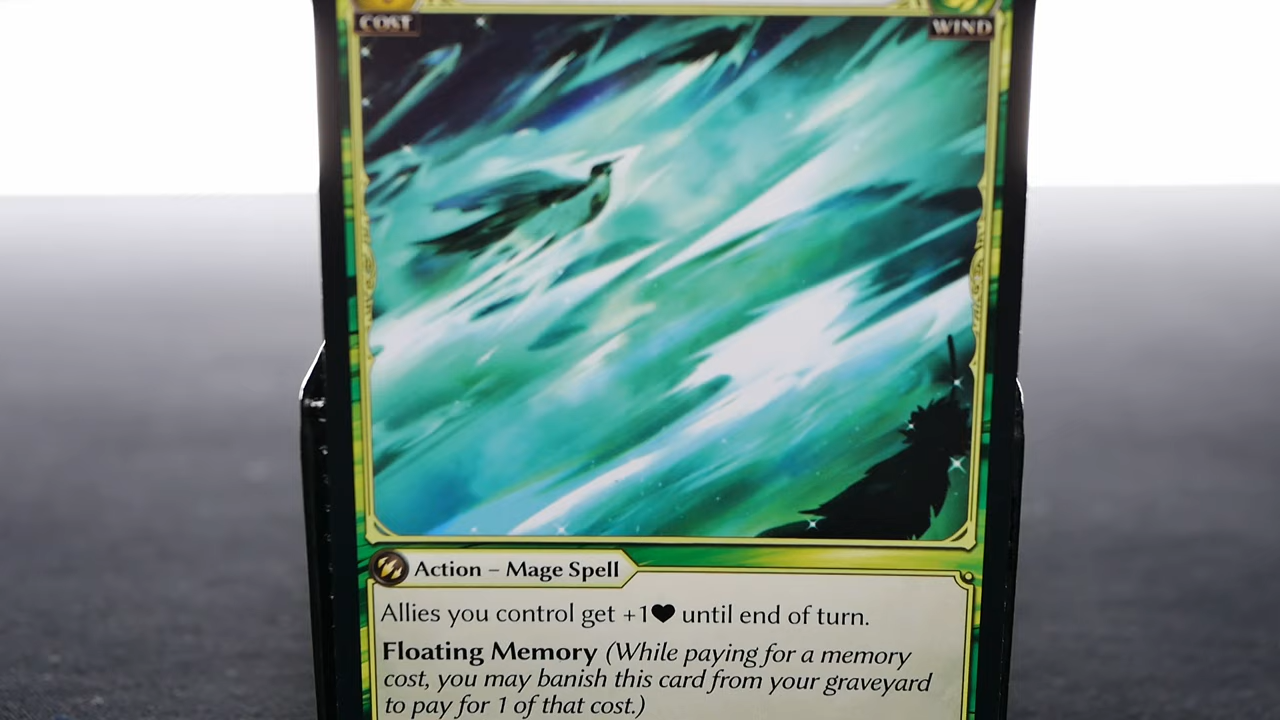 COST WIND
Action – Mage Spell
Allies you control get +1♥ until end of turn.
Floating Memory (While paying for a memory
cost, you may banish this card from your graveyard
to pay for 1 of that cost.)